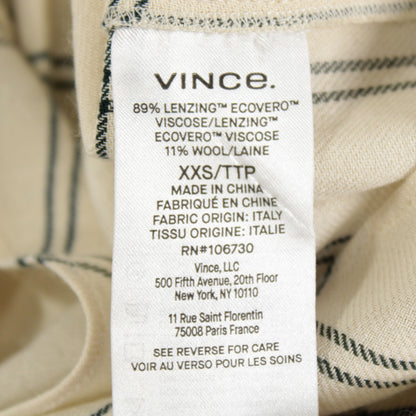 VINCE.
89% LENZING™ ECOVERO™
VISCOSE/LENZING™
ECOVERO™ VISCOSE
11% WOOL/LAINE
XXS/TTP
MADE IN CHINA
FABRIQUÉ EN CHINE
FABRIC ORIGIN: ITALY
TISSU ORIGINE: ITALIE
RN#106730
Vince, LLC
500 Fifth Avenue, 20th Floor
New York, NY 10110
11 Rue Saint Florentin
75008 Paris France
SEE REVERSE FOR CARE
VOIR AU VERSO POUR LES SOINS